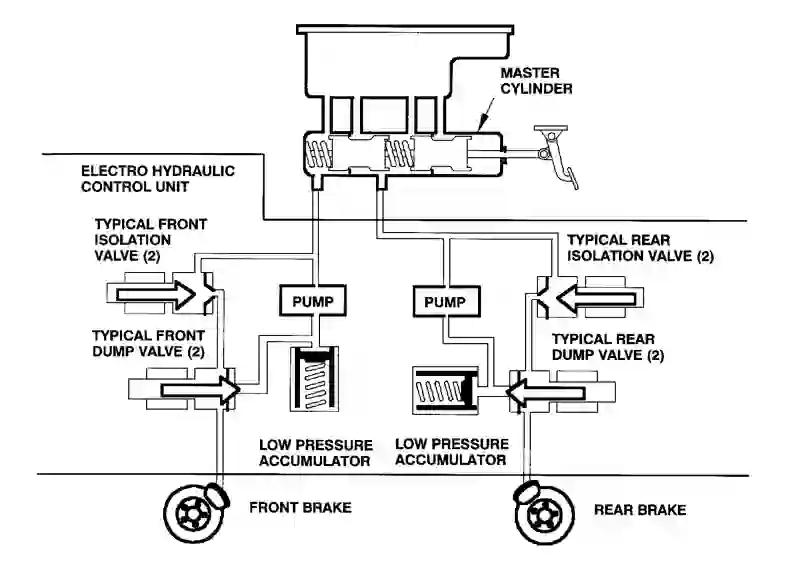 MASTER
CYLINDER
ELECTRO HYDRAULIC
CONTROL UNIT
TYPICAL FRONT
ISOLATION
VALVE (2)
TYPICAL REAR
ISOLATION VALVE (2)
PUMP
PUMP
TYPICAL FRONT
DUMP VALVE (2)
TYPICAL REAR
DUMP VALVE (2)
LOW PRESSURE
ACCUMULATOR
LOW PRESSURE
ACCUMULATOR
FRONT BRAKE
REAR BRAKE